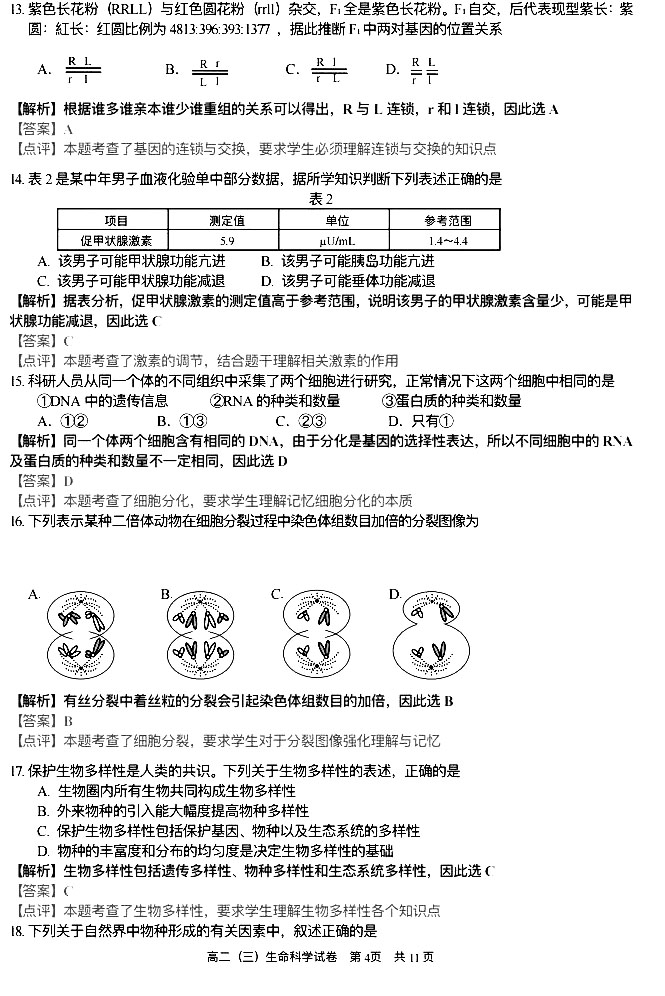 13. 紫色长花粉（RRLL）与红色圆花粉（rrll）杂交，F₁全是紫色长花粉。F₁自交，后代表现型紫长：紫
圆：紅长：红圆比例为 4813:396:393:1377 ，据此推断F₁中两对基因的位置关系
A. R L r l B. R r L l C. R l r L D. R L r l
【解析】根据谁多谁亲本谁少谁重组的关系可以得出，R 与 L 连锁，r 和 l 连锁，因此选 A
【答案】A
【点评】本题考查了基因的连锁与交换，要求学生必须理解连锁与交换的知识点
14. 表 2 是某中年男子血液化验单中部分数据，据所学知识判断下列表述正确的是
表 2
项目 测定值 单位 参考范围
促甲状腺激素 5.9 μU/mL 1.4～4.4
A. 该男子可能甲状腺功能亢进 B. 该男子可能胰岛功能亢进
C. 该男子可能甲状腺功能减退 D. 该男子可能垂体功能减退
【解析】据表分析，促甲状腺激素的测定值高于参考范围，说明该男子的甲状腺激素含量少，可能是甲
状腺功能减退，因此选 C
【答案】C
【点评】本题考查了激素的调节，结合题干理解相关激素的作用
15. 科研人员从同一个体的不同组织中采集了两个细胞进行研究，正常情况下这两个细胞中相同的是
①DNA 中的遗传信息 ②RNA 的种类和数量 ③蛋白质的种类和数量
A. ①② B. ①③ C. ②③ D. 只有①
【解析】同一个体两个细胞含有相同的 DNA，由于分化是基因的选择性表达，所以不同细胞中的 RNA
及蛋白质的种类和数量不一定相同，因此选 D
【答案】D
【点评】本题考查了细胞分化，要求学生理解记忆细胞分化的本质
16. 下列表示某种二倍体动物在细胞分裂过程中染色体组数目加倍的分裂图像为
A. B. C. D.
【解析】有丝分裂中着丝粒的分裂会引起染色体组数目的加倍，因此选 B
【答案】B
【点评】本题考查了细胞分裂，要求学生对于分裂图像强化理解与记忆
17. 保护生物多样性是人类的共识。下列关于生物多样性的表述，正确的是
A. 生物圈内所有生物共同构成生物多样性
B. 外来物种的引入能大幅度提高物种多样性
C. 保护生物多样性包括保护基因、物种以及生态系统的多样性
D. 物种的丰富度和分布的均匀度是决定生物多样性的基础
【解析】生物多样性包括遗传多样性、物种多样性和生态系统多样性，因此选 C
【答案】C
【点评】本题考查了生物多样性，要求学生理解生物多样性各个知识点
18. 下列关于自然界中物种形成的有关因素中，叙述正确的是
高二（三）生命科学试卷 第 4页 共 11 页